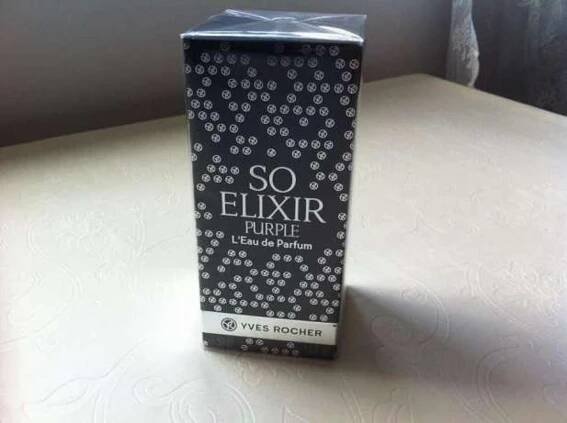 SO
ELIXIR
PURPLE
L'Eau de Parfum
YVES ROCHER